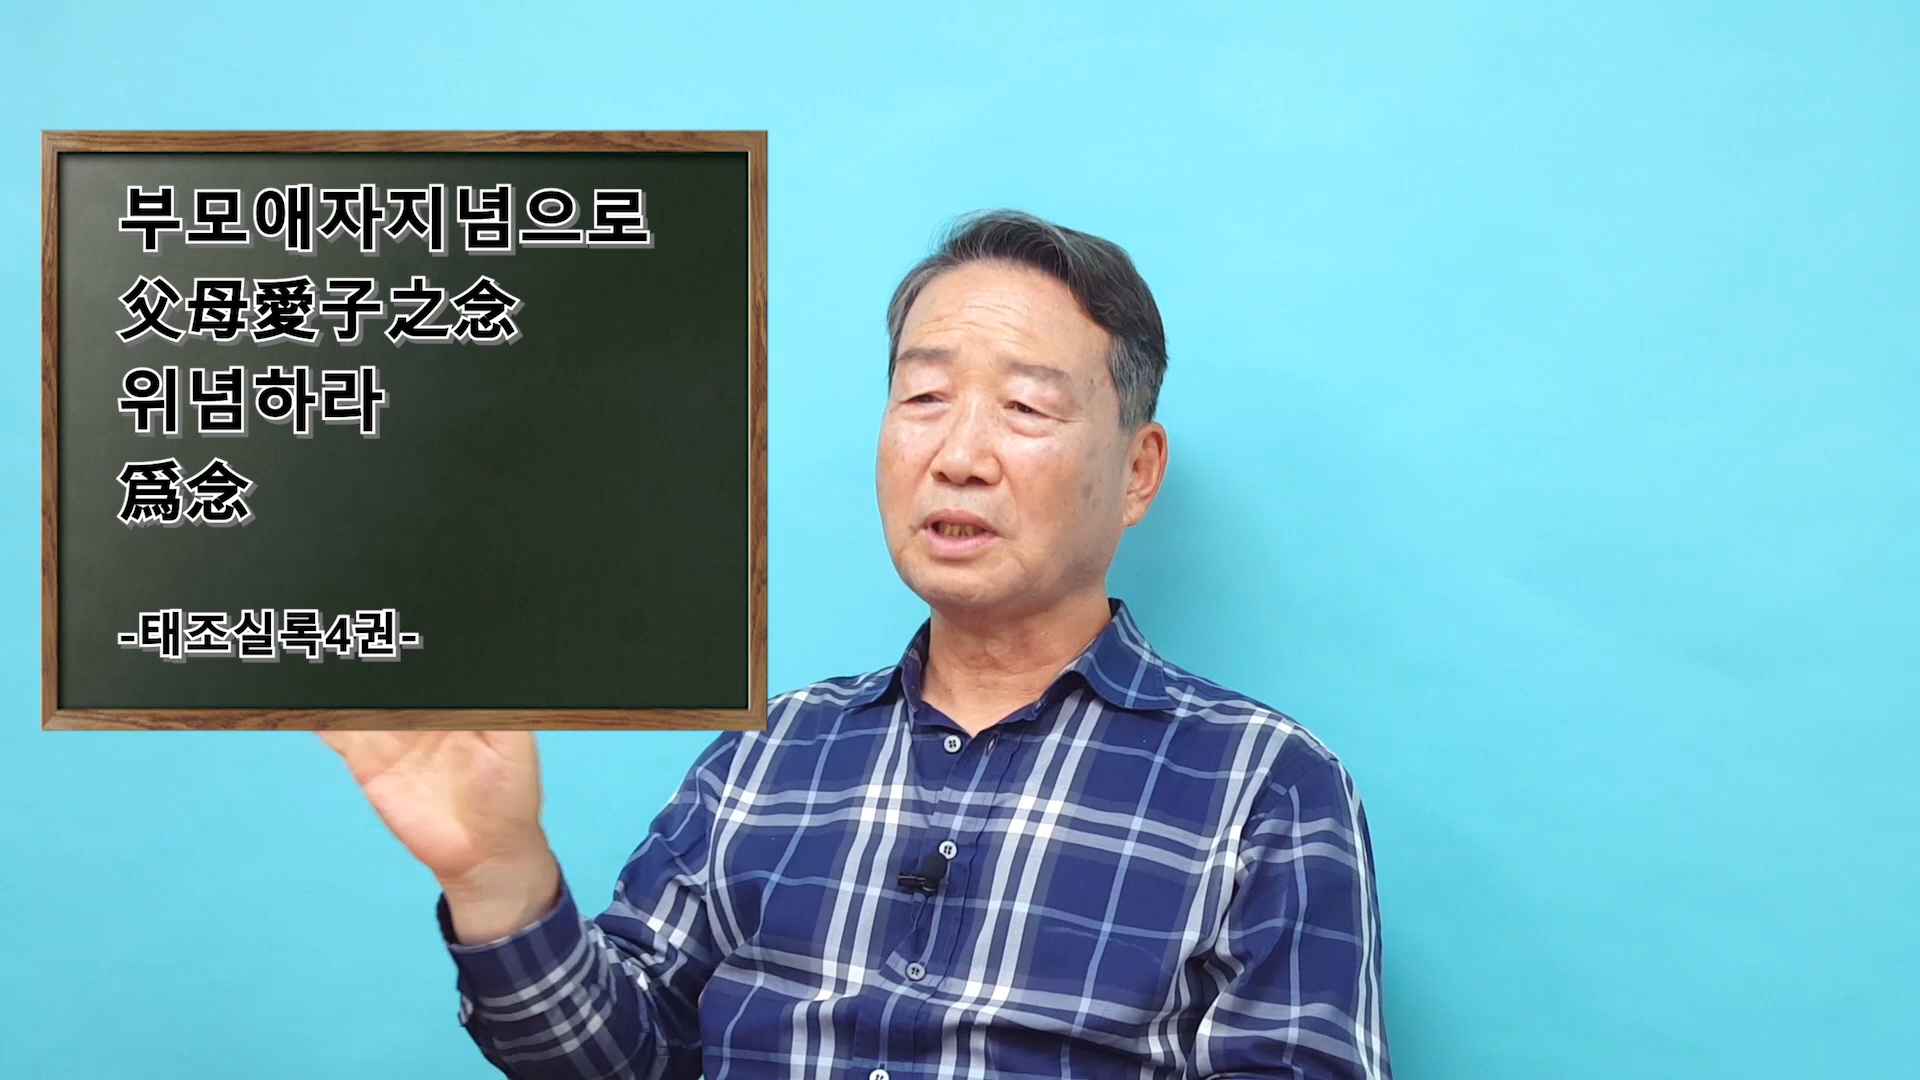 부모애자지념으로
父母愛子之念
위념하라
爲念
-태조실록4권-